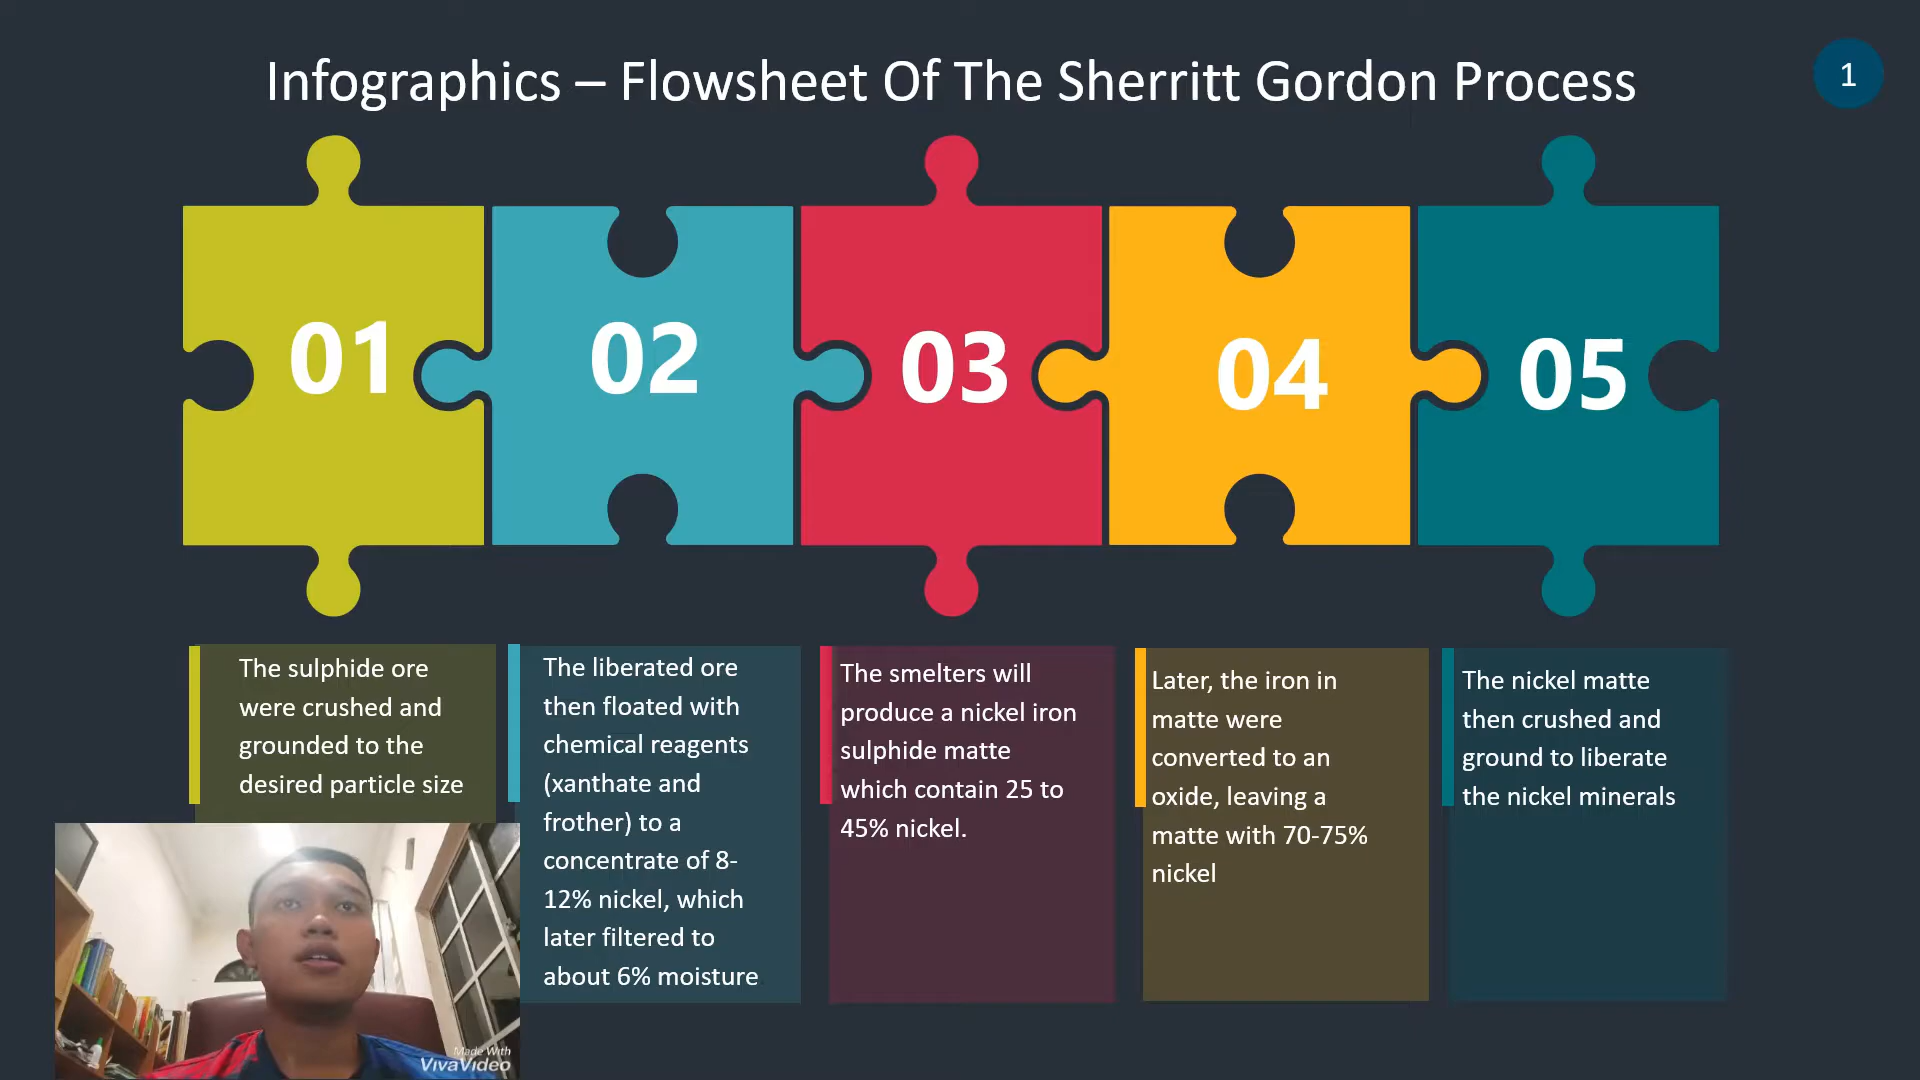 Infographics – Flowsheet Of The Sherritt Gordon Process
1
01
02
03
04
05
The sulphide ore
were crushed and
grounded to the
desired particle size
The liberated ore
then floated with
chemical reagents
(xanthate and
frother) to a
concentrate of 8-
12% nickel, which
later filtered to
about 6% moisture
The smelters will
produce a nickel iron
sulphide matte
which contain 25 to
45% nickel.
Later, the iron in
matte were
converted to an
oxide, leaving a
matte with 70-75%
nickel
The nickel matte
then crushed and
ground to liberate
the nickel minerals
Made With
VivaVideo